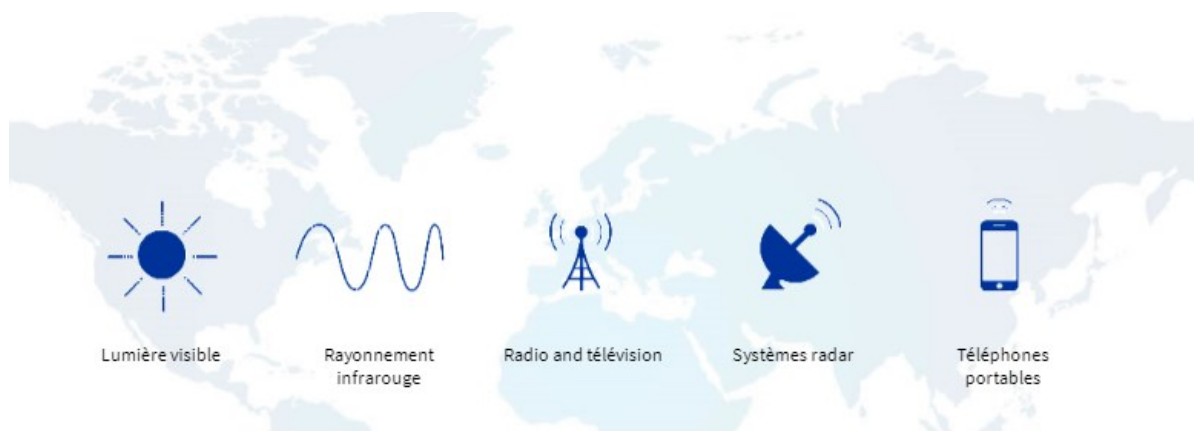 Lumière visible
Rayonnement
infrarouge
Radio and télévision
Systèmes radar
Téléphones
portables